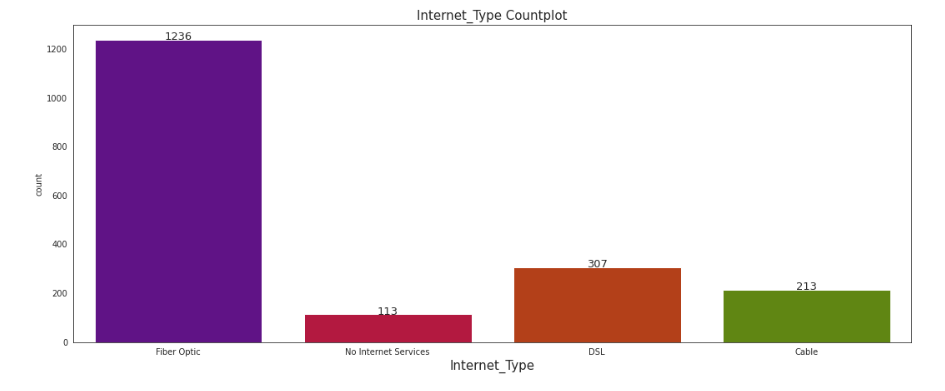 Internet_Type Countplot
1236
1200
1000
800
count
600
400
307
213
200
113
0
Fiber Optic No Internet Services DSL Cable
Internet_Type